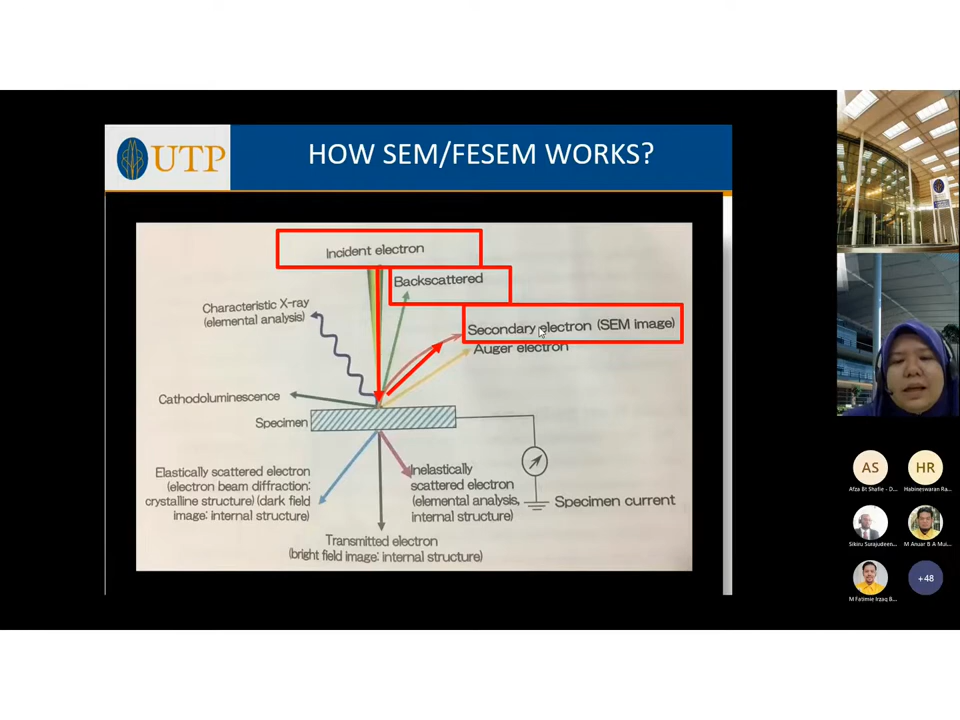 UTP
HOW SEM/FESEM WORKS?
Incident electron
Backscattered
Characteristic X-ray
(elemental analysis)
Secondary electron (SEM image)
Auger electron
Cathodoluminescence
Specimen
Elastically scattered electron
(electron beam diffraction:
crystalline structure) (dark field
image: internal structure)
Inelastically
scattered electron
(elemental analysis,
internal structure)
Specimen current
Transmitted electron
(bright field image: internal structure)
AS
HR
Afza Bt Shafie - D...
Habineswaran Ra...
Sikiru Surajudeen...
M Anuar B A Mui...
M Fatimie Irzaq B...
+48